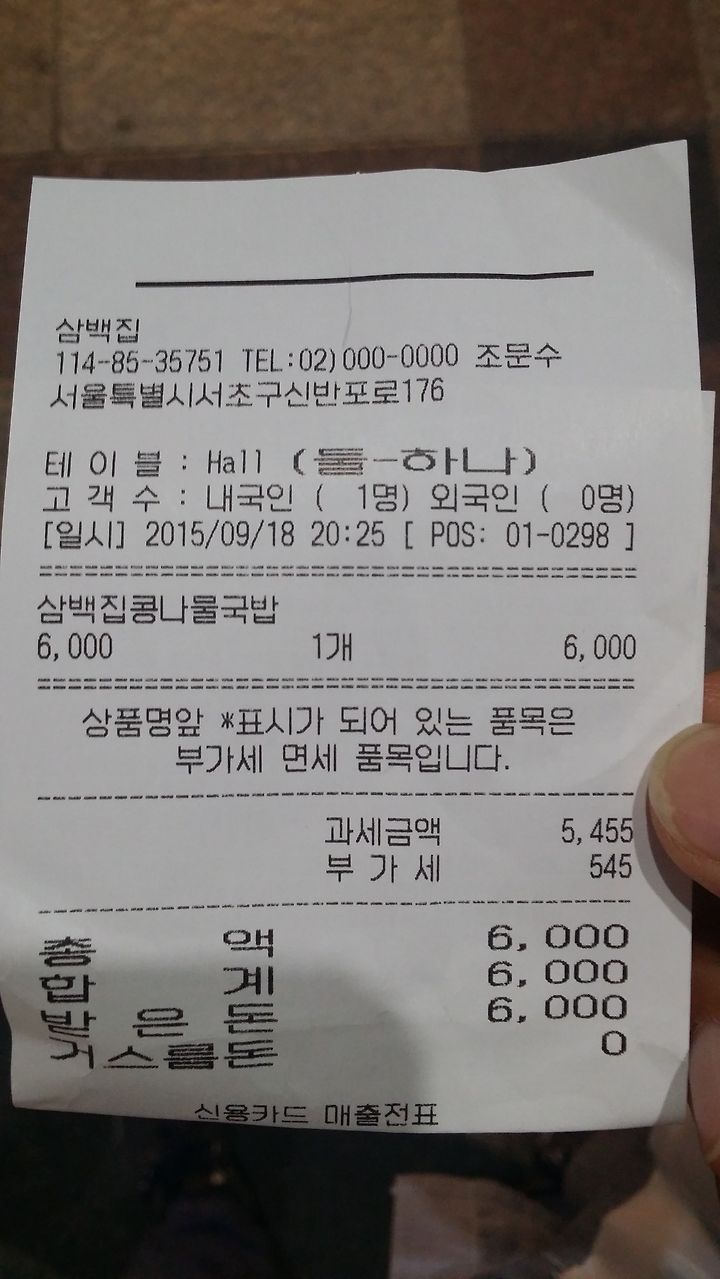 삼백집
114-85-35751 TEL:02)000-0000 조문수
서울특별시서초구신반포로176
테 이 블 : Hall (둘-하나)
고 객 수 : 내국인 ( 1명) 외국인 ( 0명)
[일시] 2015/09/18 20:25 [ POS: 01-0298 ]
삼백집콩나물국밥
6,000 1개 6,000
상품명앞 *표시가 되어 있는 품목은
부가세 면세 품목입니다.
과세금액 5,455
부 가 세 545
총 액 6,000
합 계 6,000
받 은 돈 6,000
거스름돈 0
신용카드 매출전표